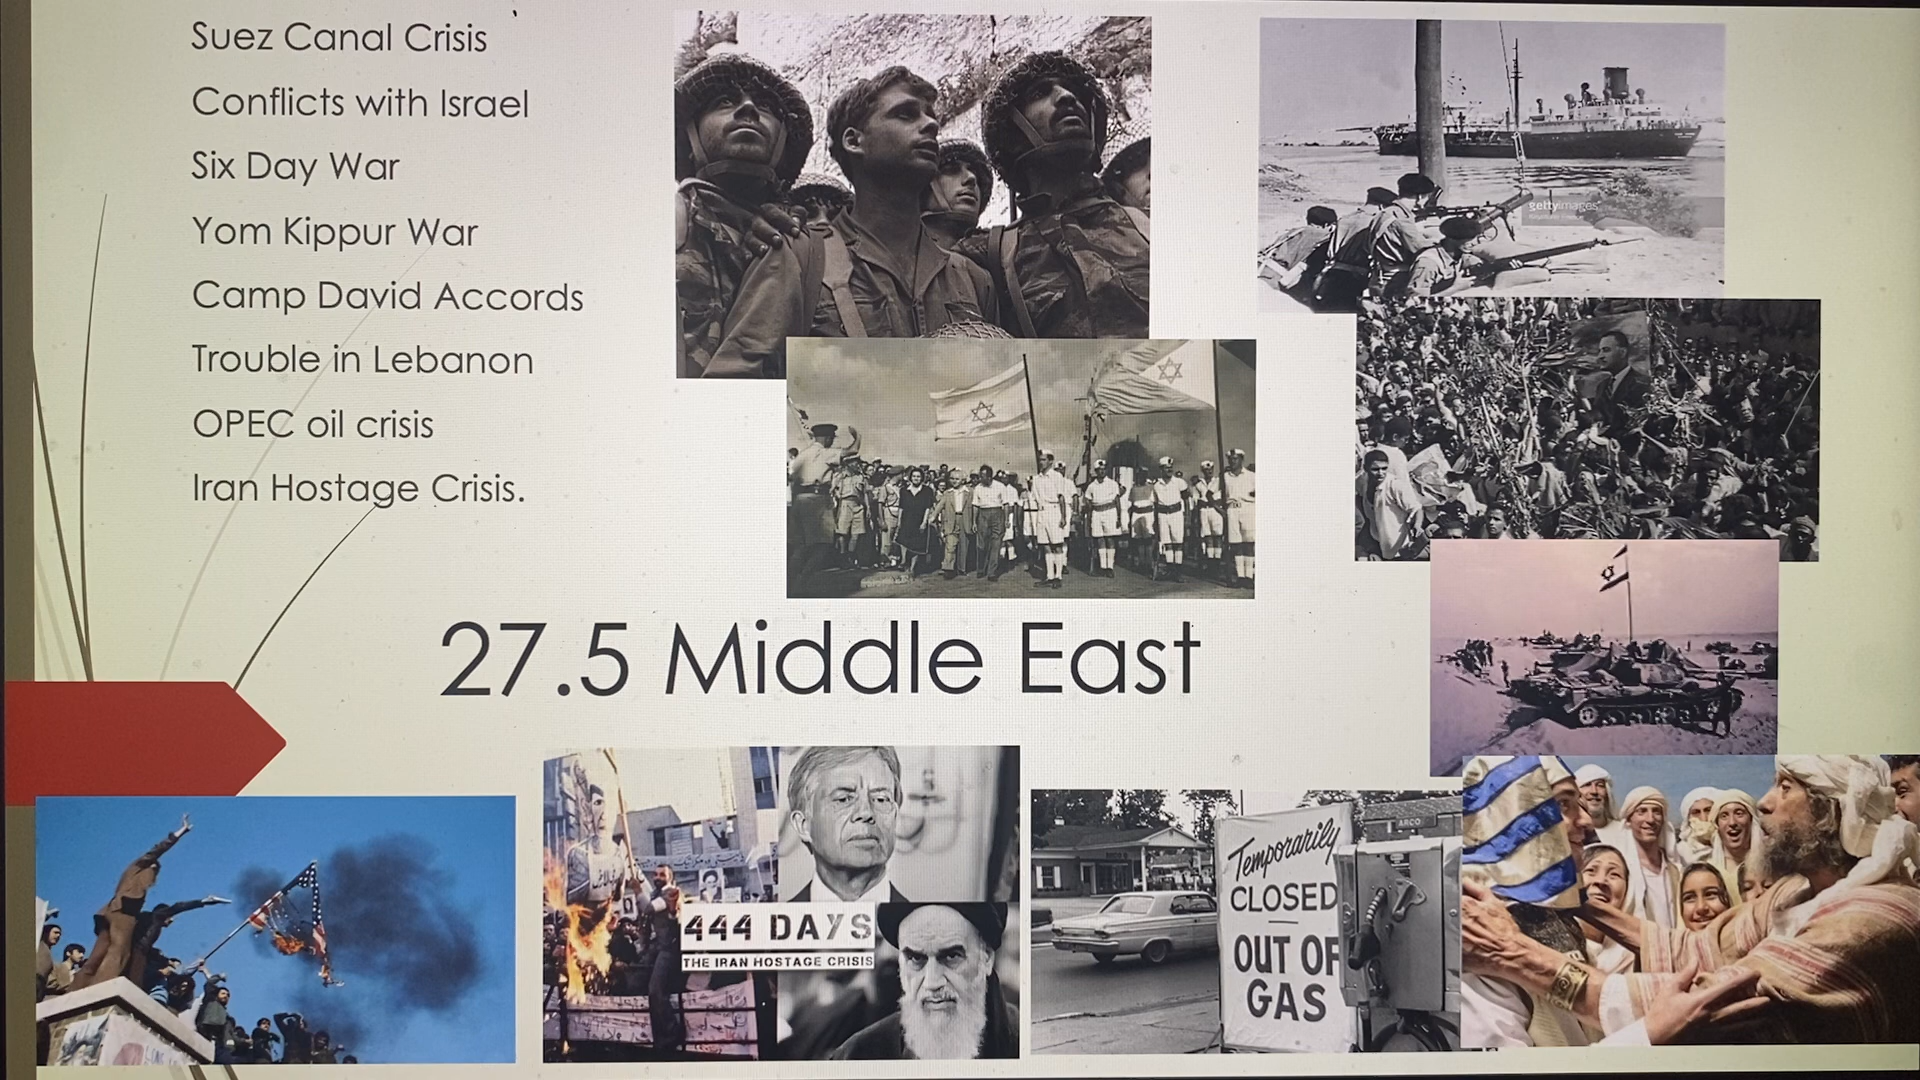 Suez Canal Crisis
Conflicts with Israel
Six Day War
Yom Kippur War
Camp David Accords
Trouble in Lebanon
OPEC oil crisis
Iran Hostage Crisis.
gettyimages
27.5 Middle East
444 DAYS
THE IRAN HOSTAGE CRISIS
ARCO
Temporarily
CLOSED
OUT OF
GAS